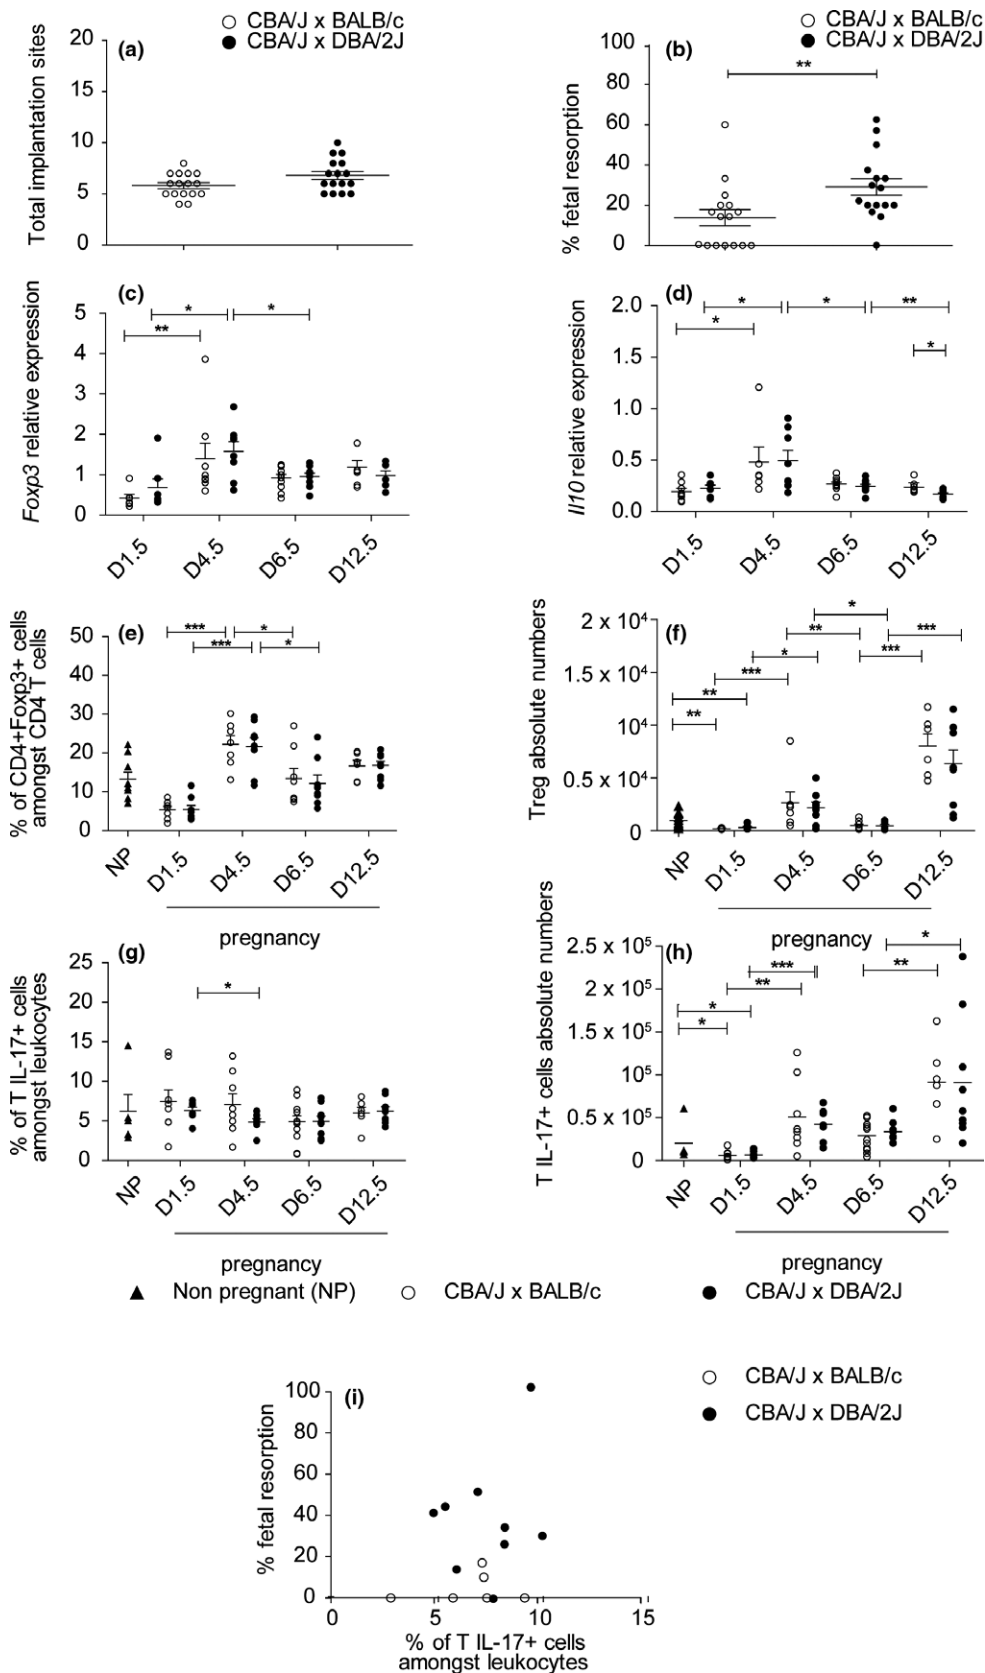 CBA/J x BALB/c
CBA/J x DBA/2J
(a)
Total implantation sites
20
15
10
5
0
CBA/J x BALB/c
CBA/J x DBA/2J
(b)
% fetal resorption
100
80
60
40
20
0
**
(c)
Foxp3 relative expression
5
4
3
2
1
0
*
*
**
D1.5
D4.5
D6.5
D12.5
(d)
Il10 relative expression
2.0
1.5
1.0
0.5
0.0
*
*
**
*
*
D1.5
D4.5
D6.5
D12.5
(e)
% of CD4+Foxp3+ cells
amongst CD4 T cells
50
40
30
20
10
0
***
*
***
*
NP
D1.5
D4.5
D6.5
D12.5
pregnancy
(f)
Treg absolute numbers
2 x 10⁴
1 x 10⁴
10⁴
0.5 x 10⁴
0
*
**
***
*
***
***
**
**
NP
D1.5
D4.5
D6.5
D12.5
pregnancy
(g)
% of T IL-17+ cells
amongst leukocytes
25
20
15
10
5
0
*
NP
D1.5
D4.5
D6.5
D12.5
pregnancy
(h)
T IL-17+ cells absolute numbers
2.5 x 10⁵
2 x 10⁵
1.5 x 10⁵
10⁵
0.5 x 10⁵
0
*
***
**
**
*
*
NP
D1.5
D4.5
D6.5
D12.5
pregnancy
Non pregnant (NP)
CBA/J x BALB/c
CBA/J x DBA/2J
CBA/J x BALB/c
CBA/J x DBA/2J
(i)
% fetal resorption
100
80
60
40
20
0
0
5
10
15
% of T IL-17+ cells
amongst leukocytes